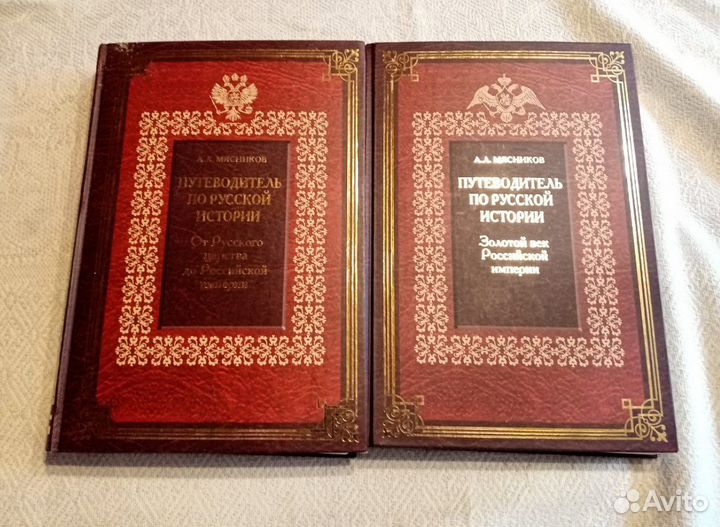 А.Л. МЯСНИКОВ
ПУТЕВОДИТЕЛЬ
ПО РУССКОЙ
ИСТОРИИ
От Русского
царства
до Российской
империи
А.Л. МЯСНИКОВ
ПУТЕВОДИТЕЛЬ
ПО РУССКОЙ
ИСТОРИИ
Золотой век
Российской
империи
Avito